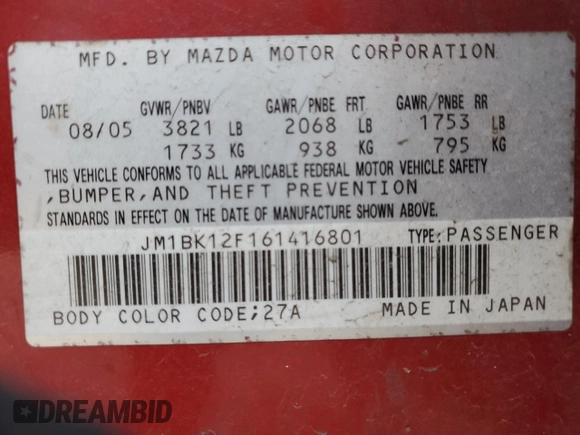 MFD. BY MAZDA MOTOR CORPORATION
DATE GVWR/PNBV GAWR/PNBE FRT GAWR/PNBE RR
08/05 3821 LB 2068 LB 1753 LB
1733 KG 938 KG 795 KG
THIS VEHICLE CONFORMS TO ALL APPLICABLE FEDERAL MOTOR VEHICLE SAFETY
,BUMPER,AND THEFT PREVENTION
STANDARDS IN EFFECT ON THE DATE OF MANUFACTURE SHOWN ABOVE.
JM1BK12F161416801 TYPE:PASSENGER
BODY COLOR CODE;27A MADE IN JAPAN
DREAMBID